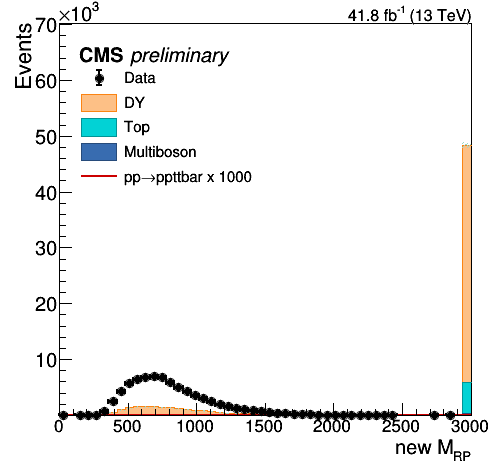 ×10³
41.8 fb⁻¹ (13 TeV)
Events
70
60
50
40
30
20
10
CMS preliminary
Data
DY
Top
Multiboson
pp→ppttbar x 1000
0 500 1000 1500 2000 2500 3000
new M_RP